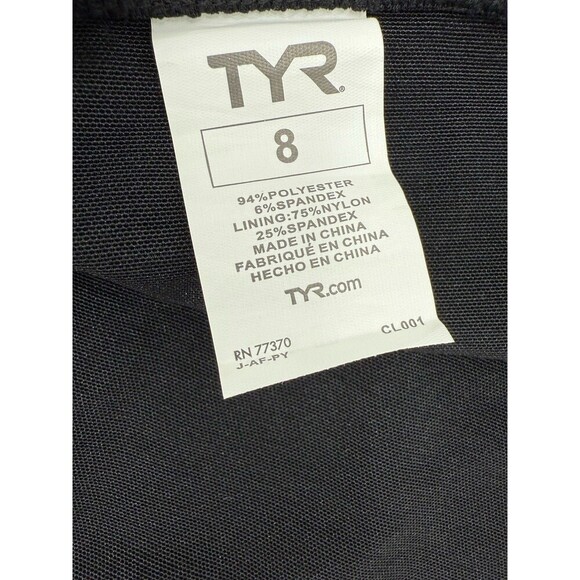 TYR®
8
94%POLYESTER
6%SPANDEX
LINING:75%NYLON
25%SPANDEX
MADE IN CHINA
FABRIQUÉ EN CHINA
HECHO EN CHINA
TYR.com
RN 77370 CL001
J-AF-PY